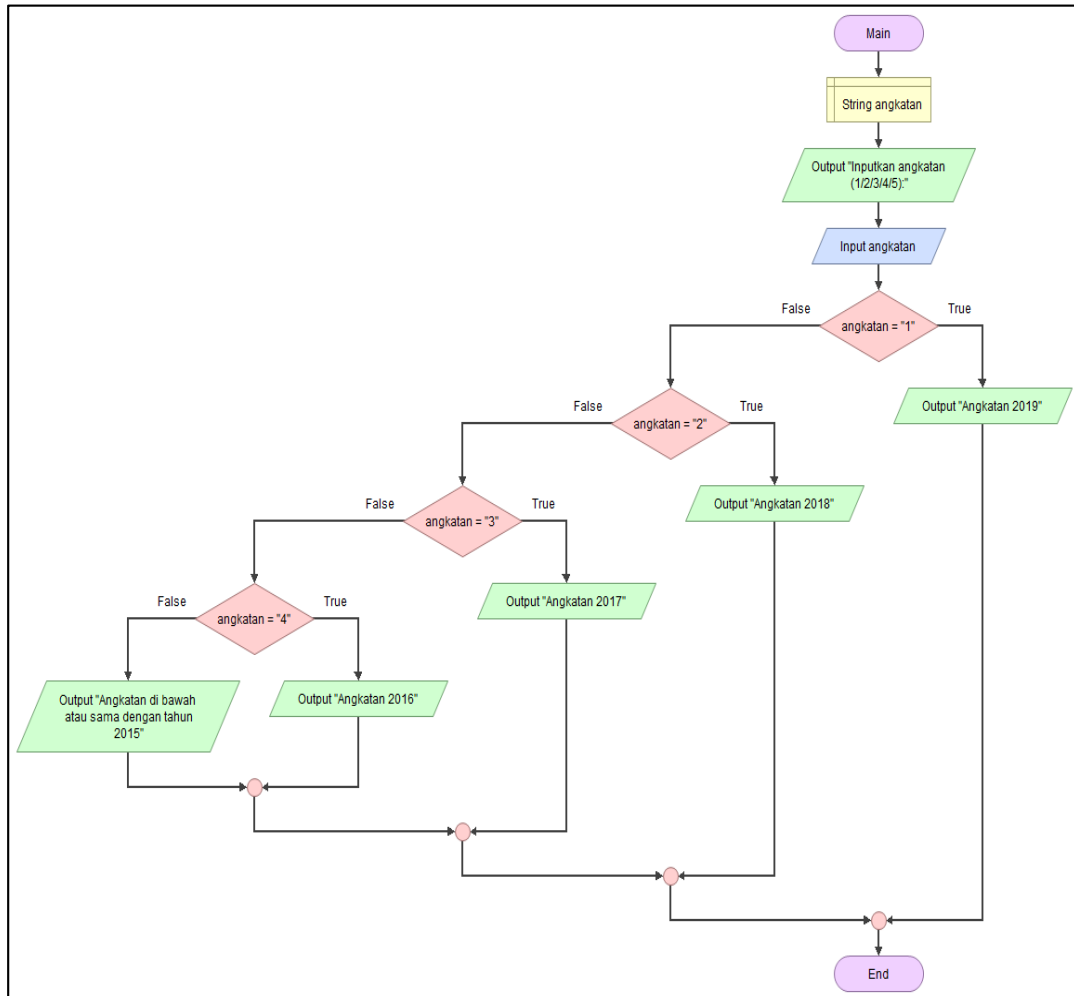 Main
String angkatan
Output "Inputkan angkatan
(1/2/3/4/5):"
Input angkatan
False
True
angkatan = "1"
Output "Angkatan 2019"
False
True
angkatan = "2"
Output "Angkatan 2018"
False
True
angkatan = "3"
Output "Angkatan 2017"
False
True
angkatan = "4"
Output "Angkatan di bawah
atau sama dengan tahun
2015"
Output "Angkatan 2016"
End